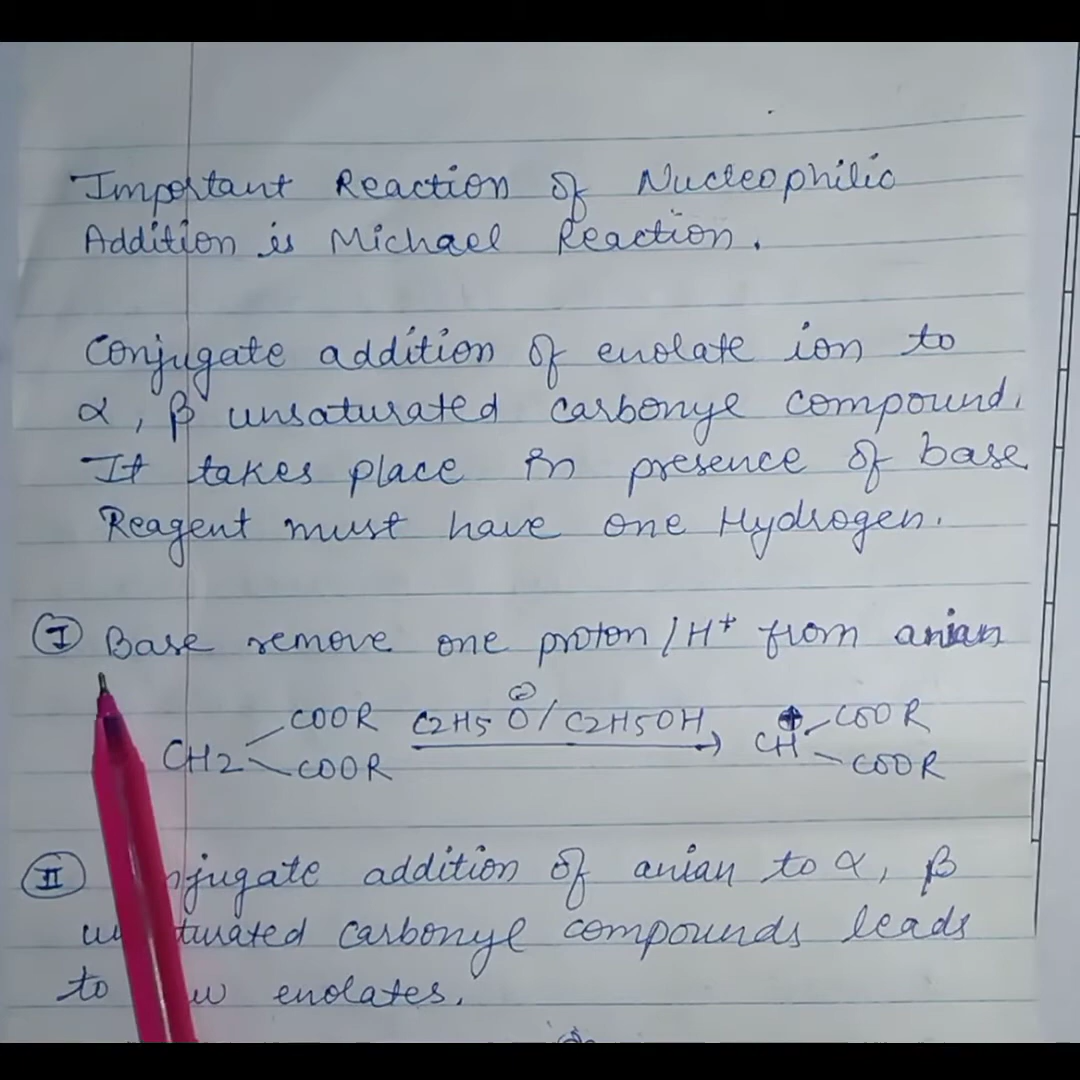 Important Reaction of Nucleophilic
Addition is Michael Reaction.
Conjugate addition of enolate ion to
α, β unsaturated carbonyl compound.
It takes place in presence of base
Reagent must have one Hydrogen.
I Base remove one proton/H⁺ from anian
CH2 COOR COOR C2H5O⊖/C2H5OH → CH⊕ COOR COOR
II addition of anian to α, β
carbonyl compounds leads
to enolates.